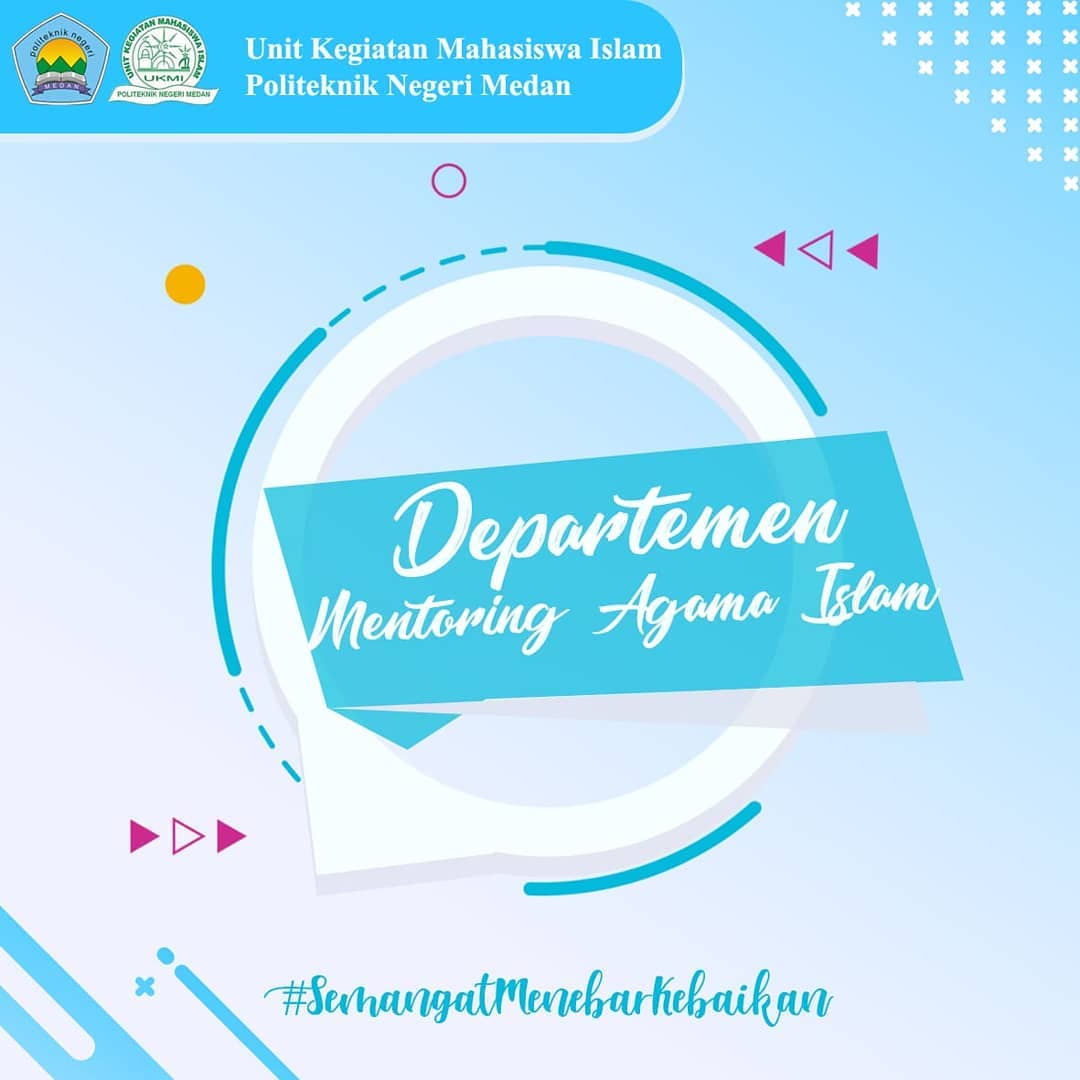 politeknik negeri
MEDAN
UNIT KEGIATAN MAHASISWA ISLAM
UKMI
POLITEKNIK NEGERI MEDAN
Unit Kegiatan Mahasiswa Islam
Politeknik Negeri Medan
Departemen
Mentoring Agama Islam
#SemangatMenebarKebaikan